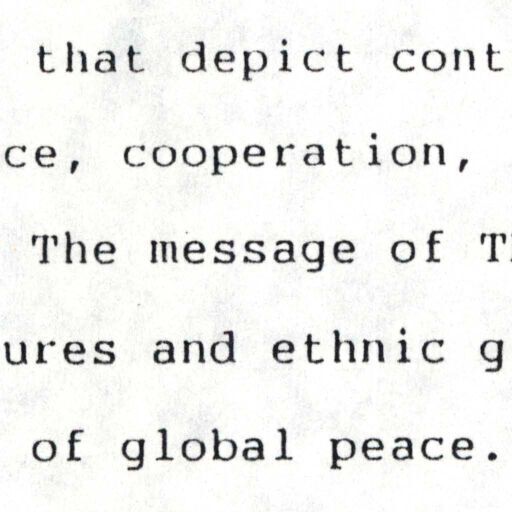 that depict cont
ce, cooperation,
The message of T
ures and ethnic g
of global peace.